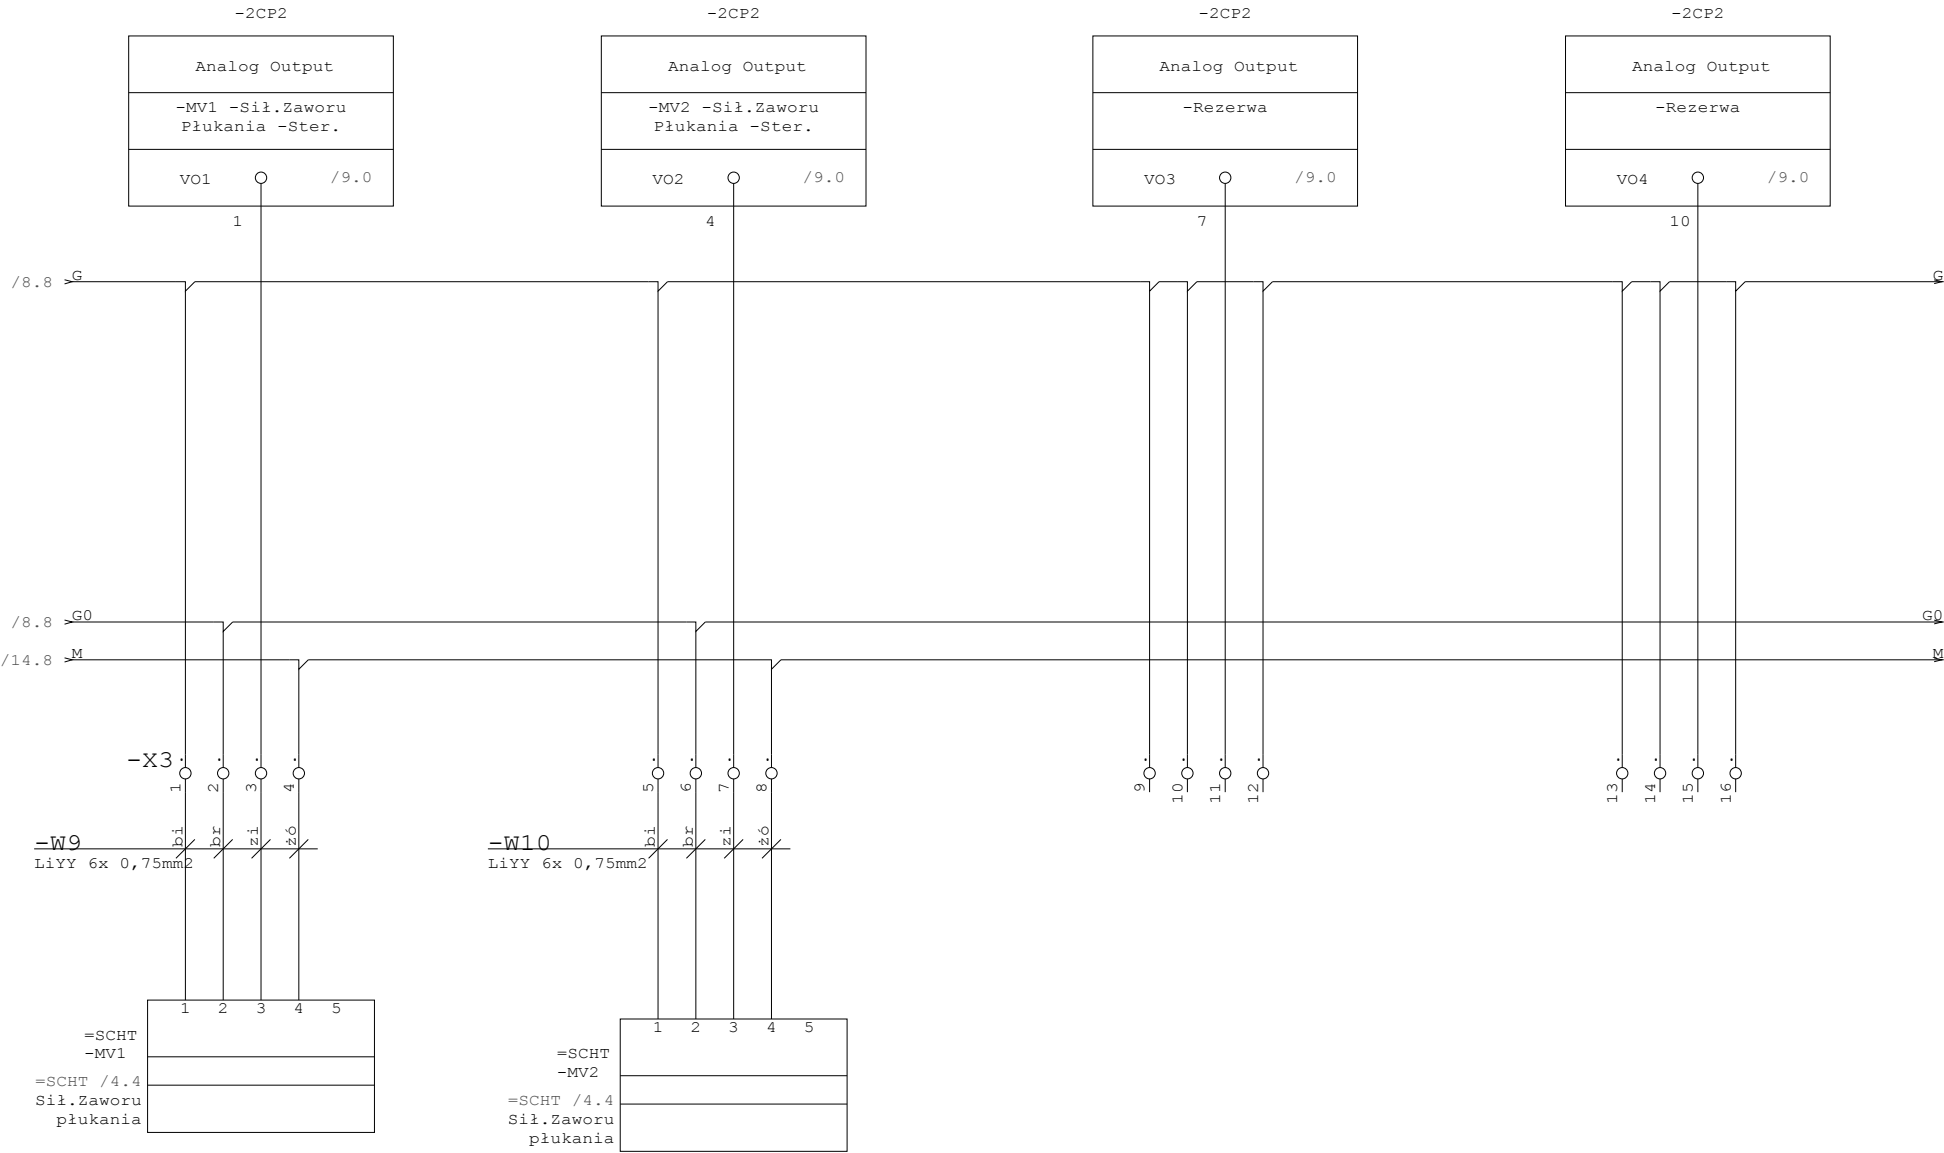 -2CP2
-2CP2
-2CP2
-2CP2
Analog Output
Analog Output
Analog Output
Analog Output
-MV1 -Sił.Zaworu
Płukania -Ster.
-MV2 -Sił.Zaworu
Płukania -Ster.
-Rezerwa
-Rezerwa
VO1
/9.0
VO2
/9.0
VO3
/9.0
VO4
/9.0
1
4
7
10
/8.8
G
G
/8.8
G0
G0
/14.8
M
M
-X3
1
2
3
4
5
6
7
8
9
10
11
12
13
14
15
16
-W9
bi
br
zi
żó
LiYY 6x 0,75mm2
-W10
bi
br
zi
żó
LiYY 6x 0,75mm2
1 2 3 4 5
=SCHT
-MV1
=SCHT /4.4
Sił.Zaworu
płukania
1 2 3 4 5
=SCHT
-MV2
=SCHT /4.4
Sił.Zaworu
płukania